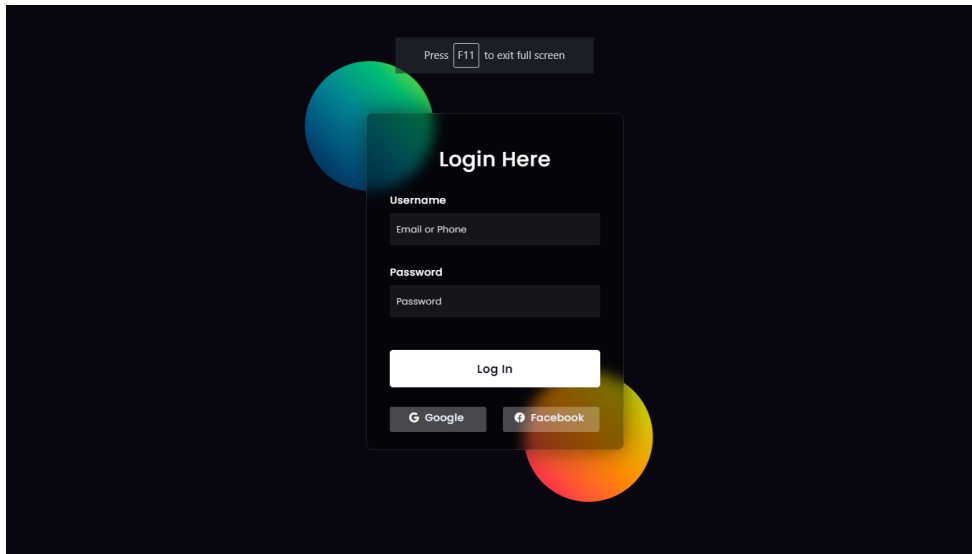 Press F11 to exit full screen
Login Here
Username
Email or Phone
Password
Password
Log In
Google
Facebook